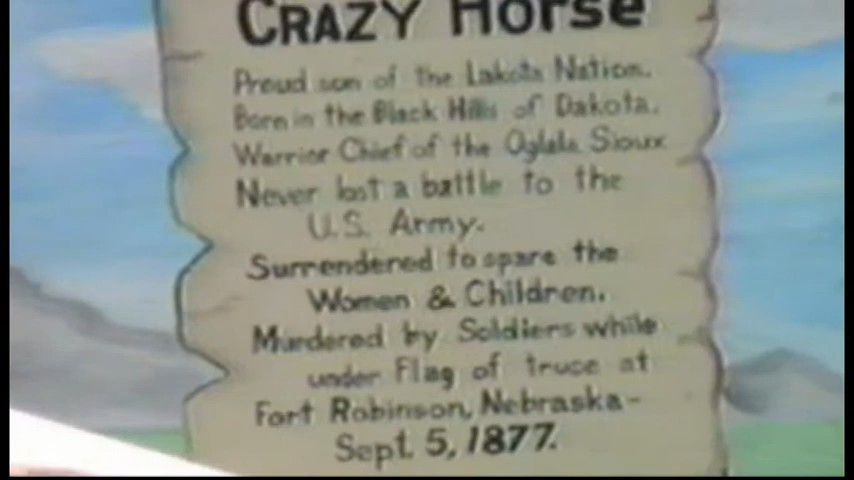 CRAZY Horse
Proud son of the Lakota Nation.
Born in the Black Hills of Dakota.
Warrior Chief of the Oglala Sioux
Never lost a battle to the
U.S. Army.
Surrendered to spare the
Women & Children.
Murdered by Soldiers while
under Flag of truce at
Fort Robinson, Nebraska-
Sept. 5, 1877.